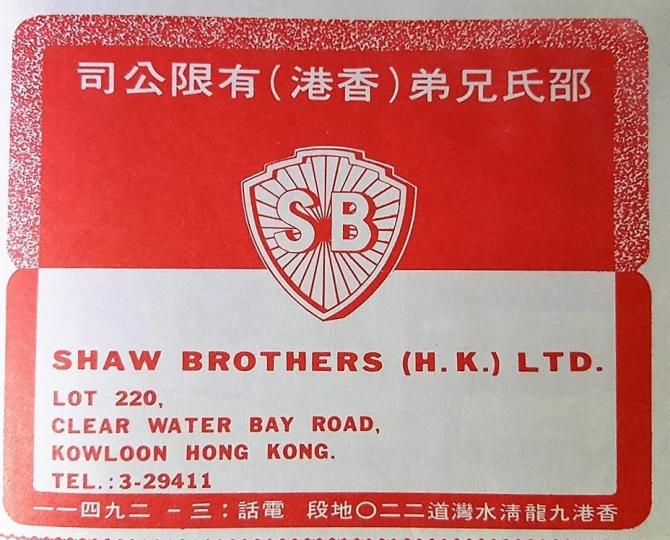 邵氏兄弟(香港)有限公司
SB
SHAW BROTHERS (H.K.) LTD.
LOT 220,
CLEAR WATER BAY ROAD,
KOWLOON HONG KONG.
TEL.:3-29411
香港九龍清水灣道二二〇地段 電話:三-二九四一一